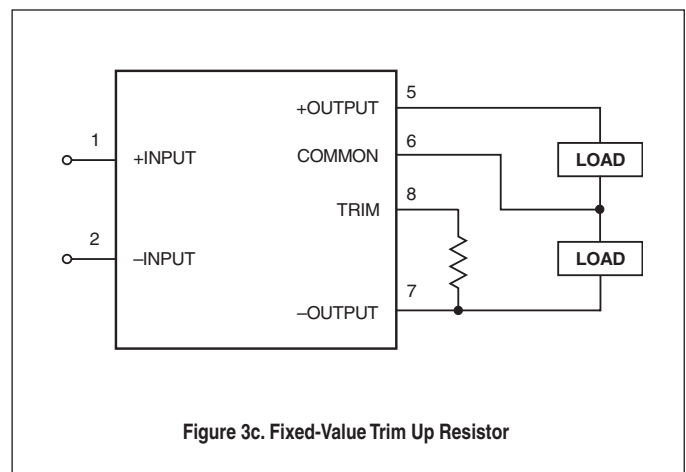 5
+OUTPUT
6
1
COMMON
LOAD
+INPUT
8
TRIM
2
LOAD
–INPUT
7
–OUTPUT
Figure 3c. Fixed-Value Trim Up Resistor